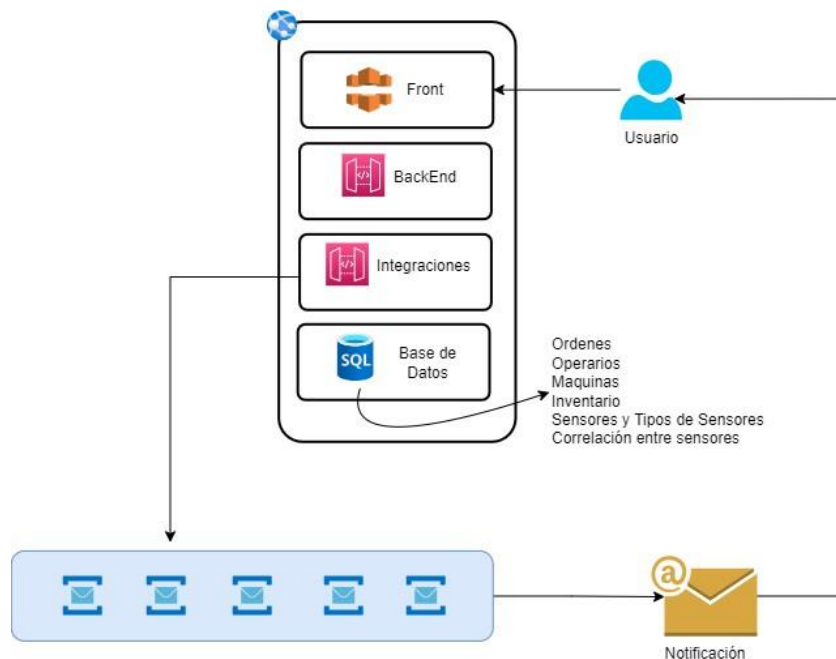 Front
Usuario
BackEnd
</>
Integraciones
</>
SQL
Base de
Datos
Ordenes
Operarios
Maquinas
Inventario
Sensores y Tipos de Sensores
Correlación entre sensores
@
Notificación